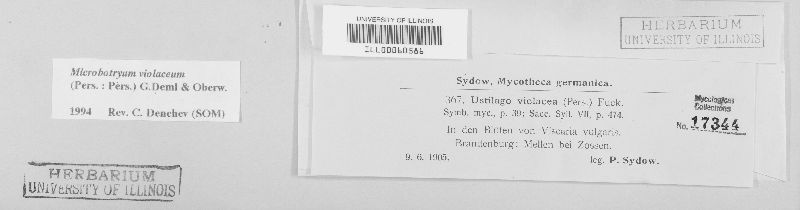 Microbotryum violaceum
(Pers. : Pers.) G.Deml & Oberw.
1994 Rev. C. Denchev (SOM)
HERBARIUM
UNIVERSITY OF ILLINOIS
UNIVERSITY OF ILLINOIS
ILL00060586
HERBARIUM
UNIVERSITY OF ILLINOIS
Sydow, Mycotheca germanica.
367. Ustilago violacea (Pers.) Fuck.
Symb. myc., p. 39; Sacc. Syll. VII, p. 474.
In den Blüten von Viscaria vulgaris.
Brandenburg: Mellen bei Zossen.
9. 6. 1905. leg. P. Sydow.
Mycological
Collections
No. 17344